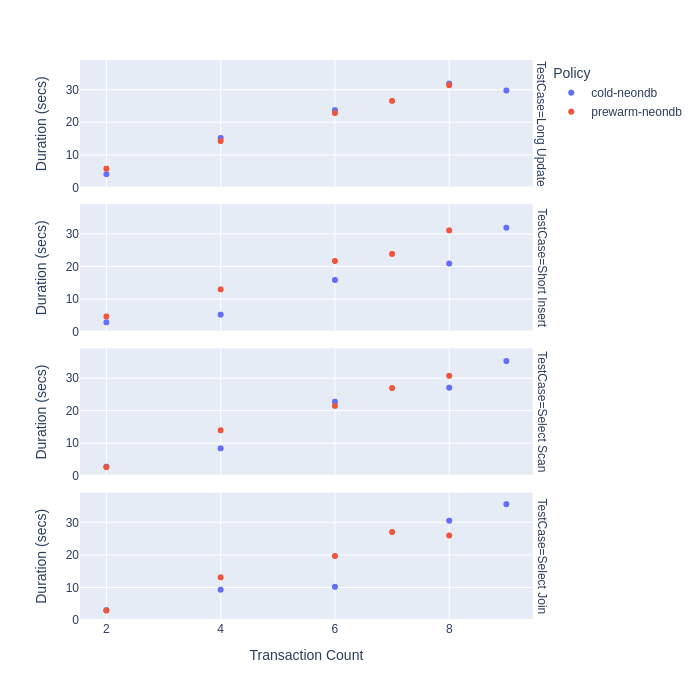 Policy
cold-neondb
prewarm-neondb
Duration (secs)
30
20
10
0
TestCase=Long Update
Duration (secs)
30
20
10
0
TestCase=Short Insert
Duration (secs)
30
20
10
0
TestCase=Select Scan
Duration (secs)
30
20
10
0
TestCase=Select Join
2 4 6 8
Transaction Count